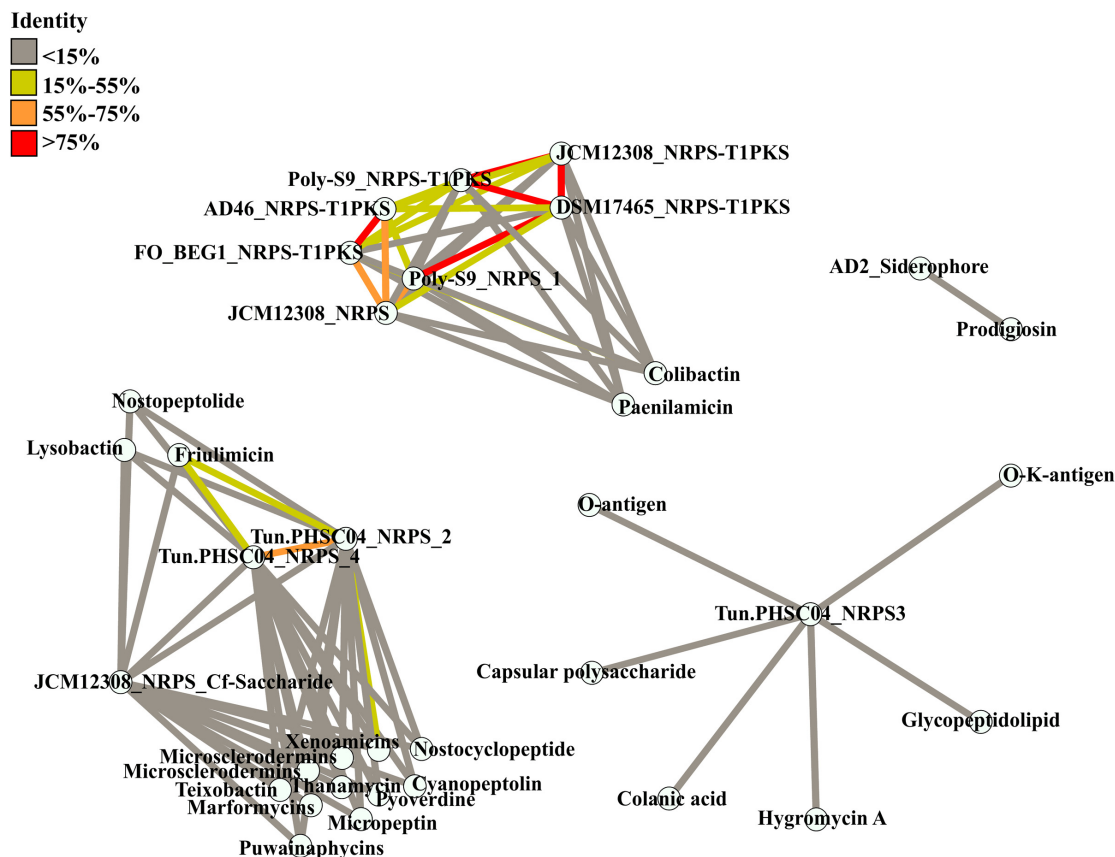 Identity
<15%
15%-55%
55%-75%
>75%
JCM12308_NRPS-T1PKS
Poly-S9_NRPS-T1PKS
AD46_NRPS-T1PKS
DSM17465_NRPS-T1PKS
FO_BEG1_NRPS-T1PKS
Poly-S9_NRPS_1
AD2_Siderophore
JCM12308_NRPS
Prodigiosin
Colibactin
Paenilamicin
Nostopeptolide
Lysobactin
Friulimicin
O-K-antigen
O-antigen
Tun.PHSC04_NRPS_2
Tun.PHSC04_NRPS_4
Tun.PHSC04_NRPS3
Capsular polysaccharide
JCM12308_NRPS_Cf-Saccharide
Glycopeptidolipid
Xenoamicins
Nostocyclopeptide
Microsclerodermins
Microsclerodermins
Teixobactin
Thanamycin
Cyanopeptolin
Pyoverdine
Marformycins
Colanic acid
Micropeptin
Hygromycin A
Puwainaphycins